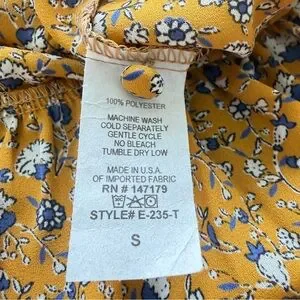 100% POLYESTER
MACHINE WASH
COLD SEPARATELY
GENTLE CYCLE
NO BLEACH
TUMBLE DRY LOW
MADE IN U.S.A.
OF IMPORTED FABRIC
RN # 147179
STYLE# E-235-T
S